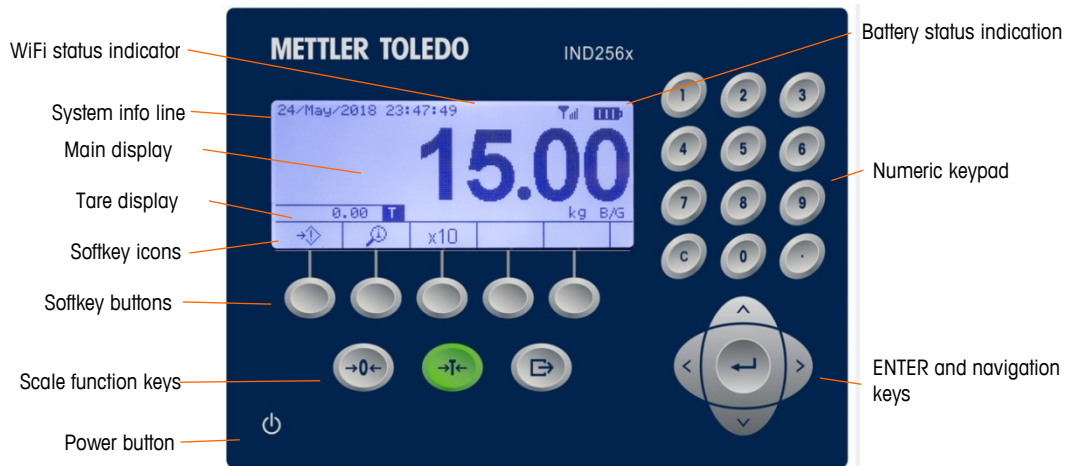 WiFi status indicator
System info line
Main display
Tare display
Softkey icons
Softkey buttons
Scale function keys
Power button
METTLER TOLEDO
IND256x
24/May/2018 23:47:49
15.00
0.00 T
kg B/G
x10
→0←
→T←
1 2 3
4 5 6
7 8 9
C 0 .
Battery status indication
Numeric keypad
ENTER and navigation
keys